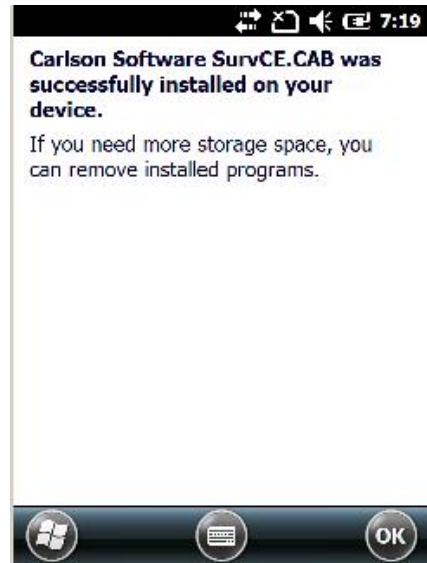 7:19
Carlson Software SurvCE.CAB was
successfully installed on your
device.
If you need more storage space, you
can remove installed programs.
OK